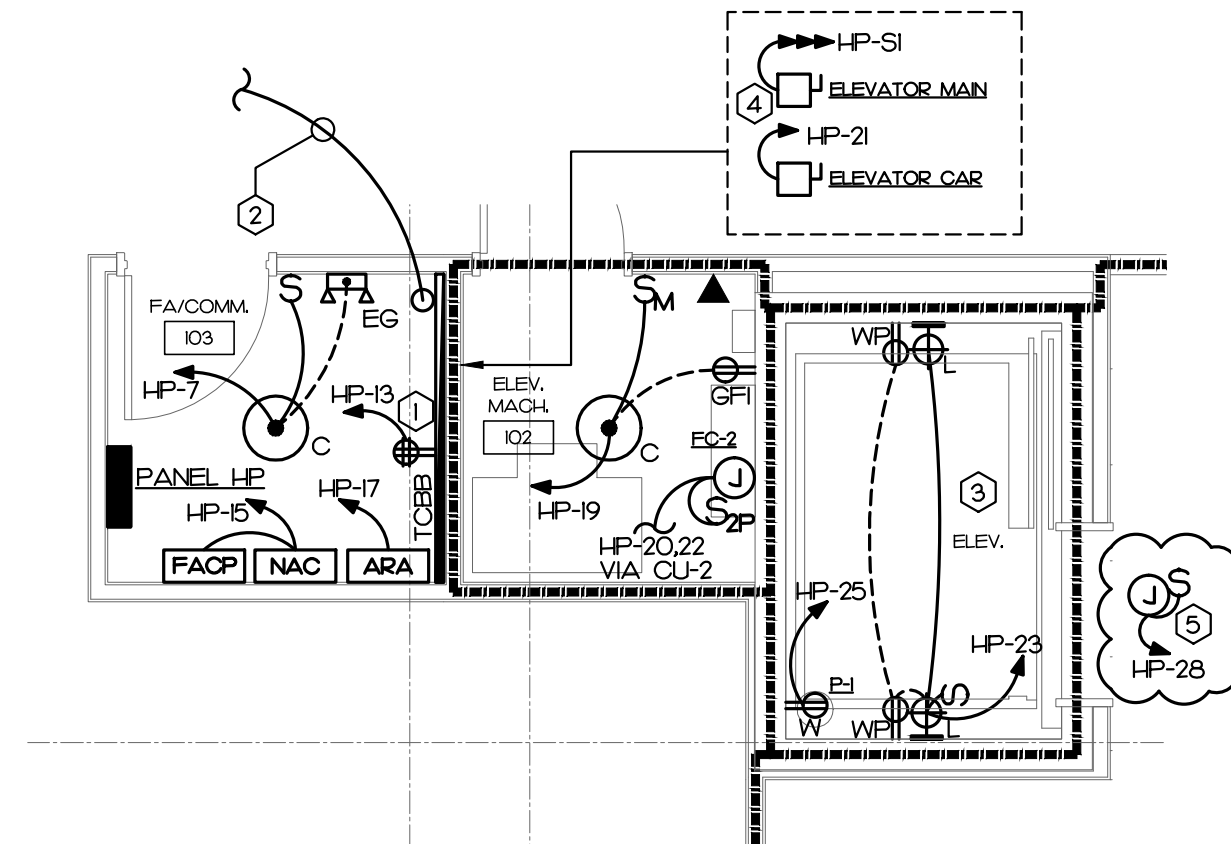 HP-S1
4
ELEVATOR MAIN
HP-21
ELEVATOR CAR
2
FA/COMM.
103
S
EG
HP-7
HP-13
1
C
PANEL HP
HP-15
HP-17
TCBB
FACP
NAC
ARA
SM
ELEV.
MACH.
102
GFI
FC-2
C
J
HP-19
S2P
HP-20,22
VIA CU-2
WP
L
3
ELEV.
HP-25
HP-23
P-1
W
WP
S
L
J
S
5
HP-28